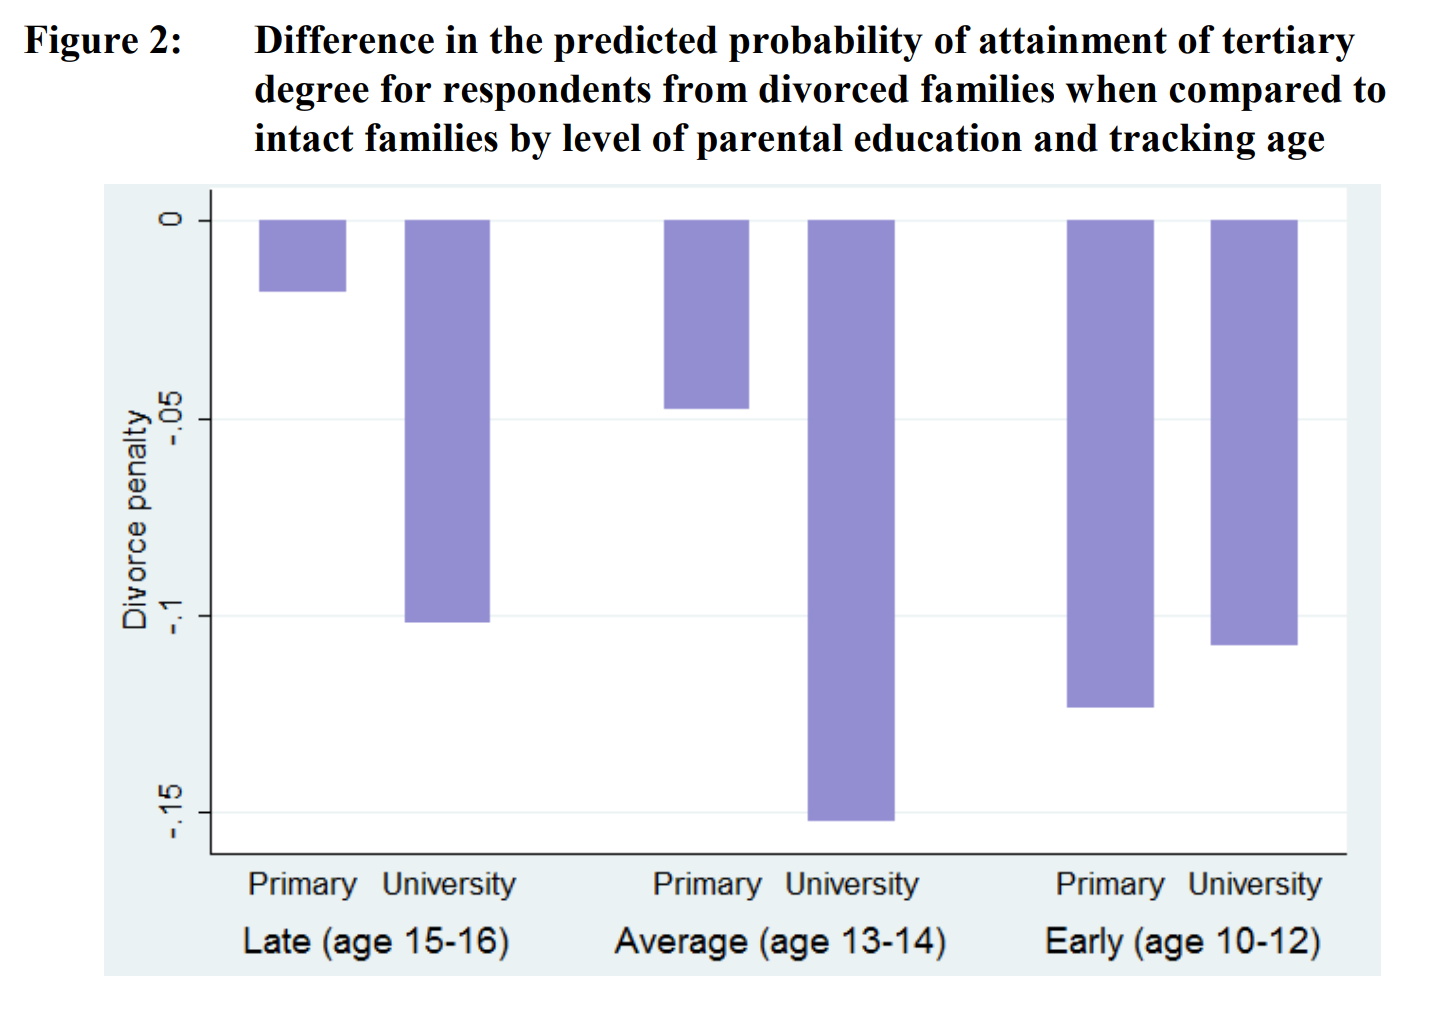 Figure 2: Difference in the predicted probability of attainment of tertiary
degree for respondents from divorced families when compared to
intact families by level of parental education and tracking age
0
-.05
-.1
-.15
Divorce penalty
Primary University Primary University Primary University
Late (age 15-16) Average (age 13-14) Early (age 10-12)